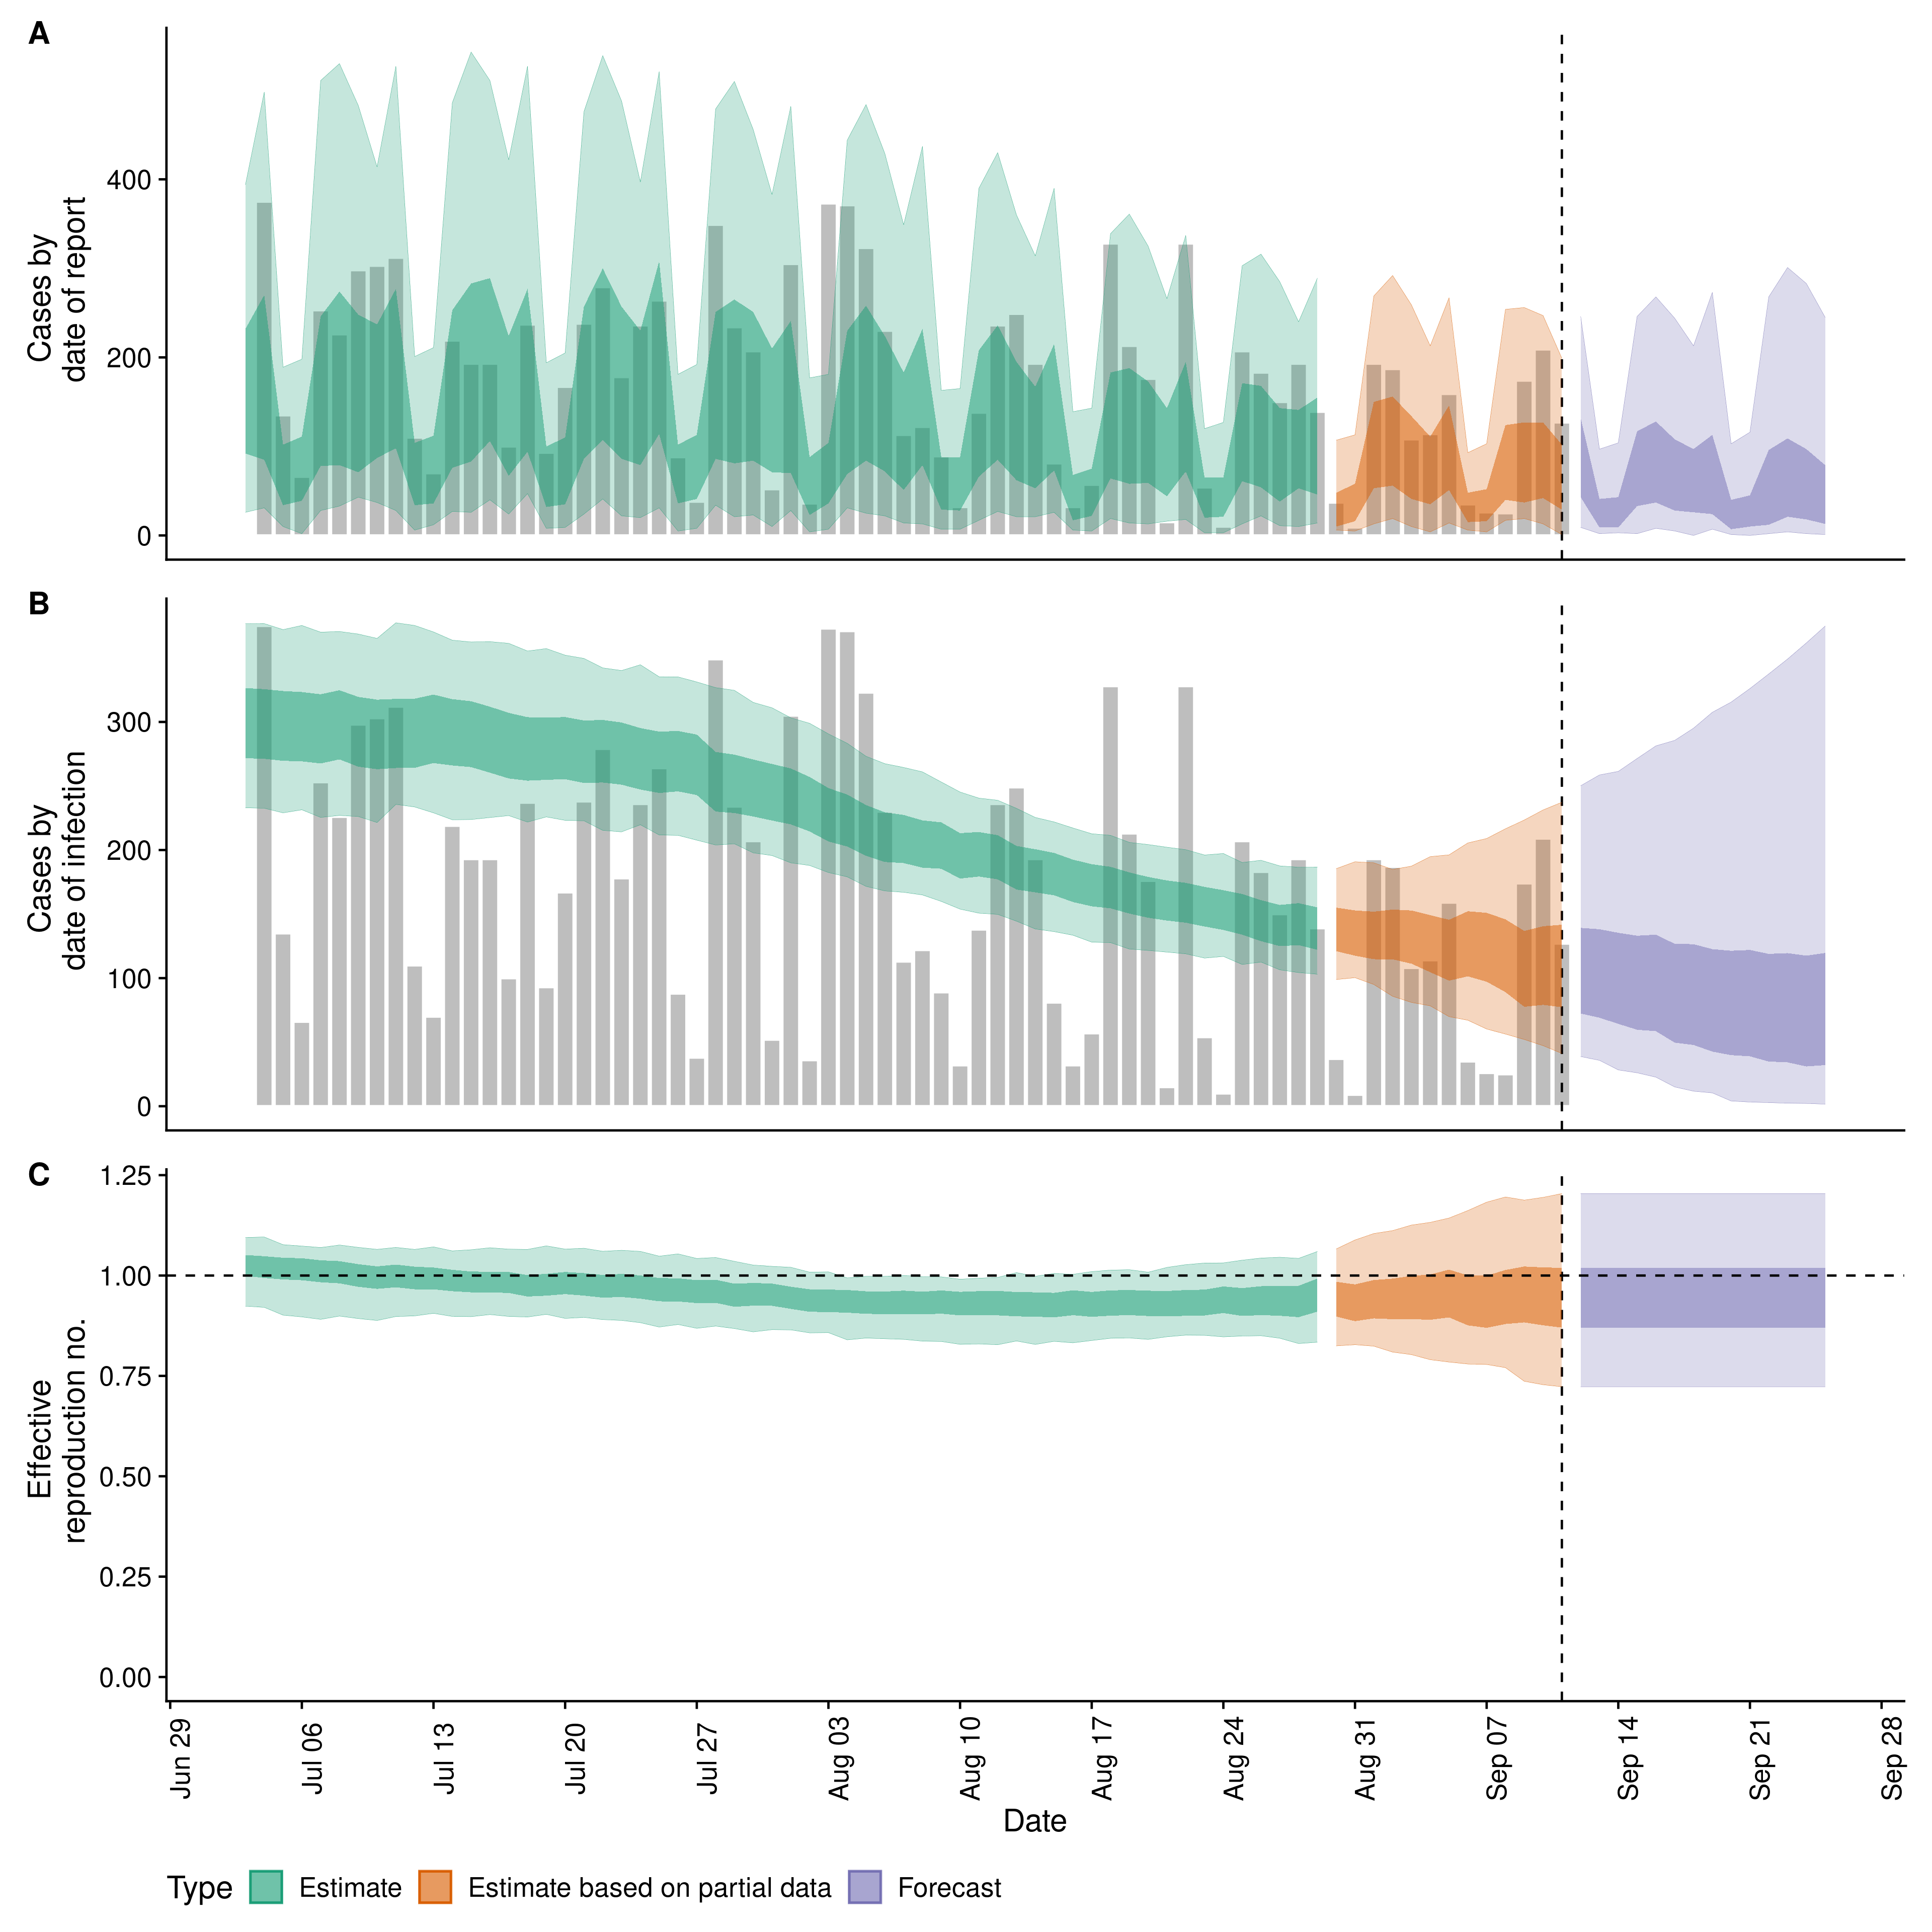 A
Cases by
date of report
400
200
0
B
Cases by
date of infection
300
200
100
0
C
Effective
reproduction no.
1.25
1.00
0.75
0.50
0.25
0.00
Jun 29
Jul 06
Jul 13
Jul 20
Jul 27
Aug 03
Aug 10
Aug 17
Aug 24
Aug 31
Sep 07
Sep 14
Sep 21
Sep 28
Date
Type Estimate Estimate based on partial data Forecast